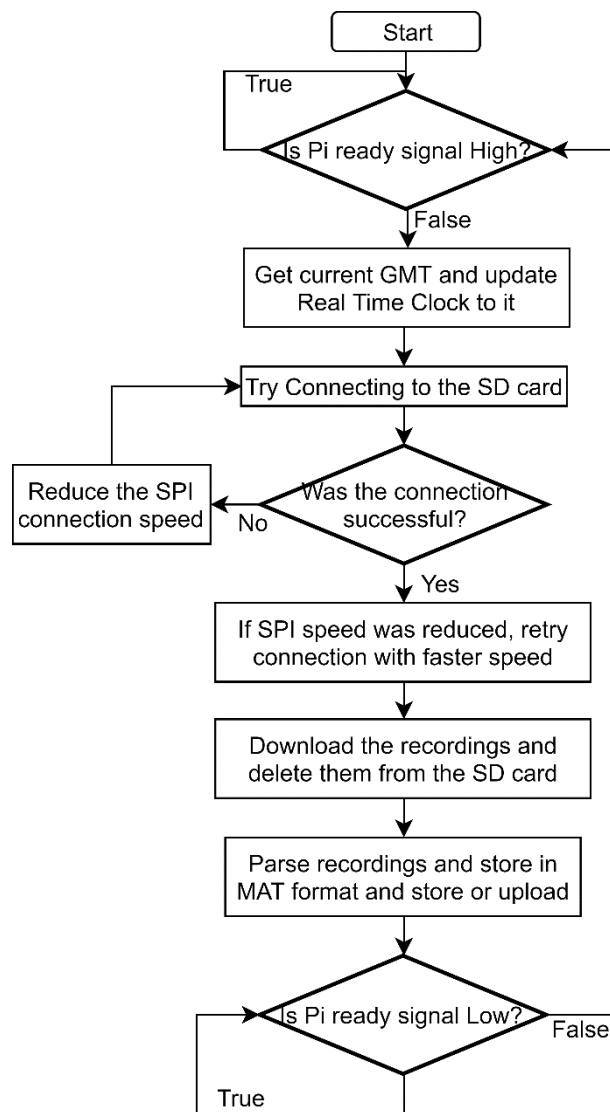 Start
True
Is Pi ready signal High?
False
Get current GMT and update
Real Time Clock to it
Try Connecting to the SD card
Was the connection
successful?
Reduce the SPI
connection speed
No
Yes
If SPI speed was reduced, retry
connection with faster speed
Download the recordings and
delete them from the SD card
Parse recordings and store in
MAT format and store or upload
Is Pi ready signal Low?
False
True